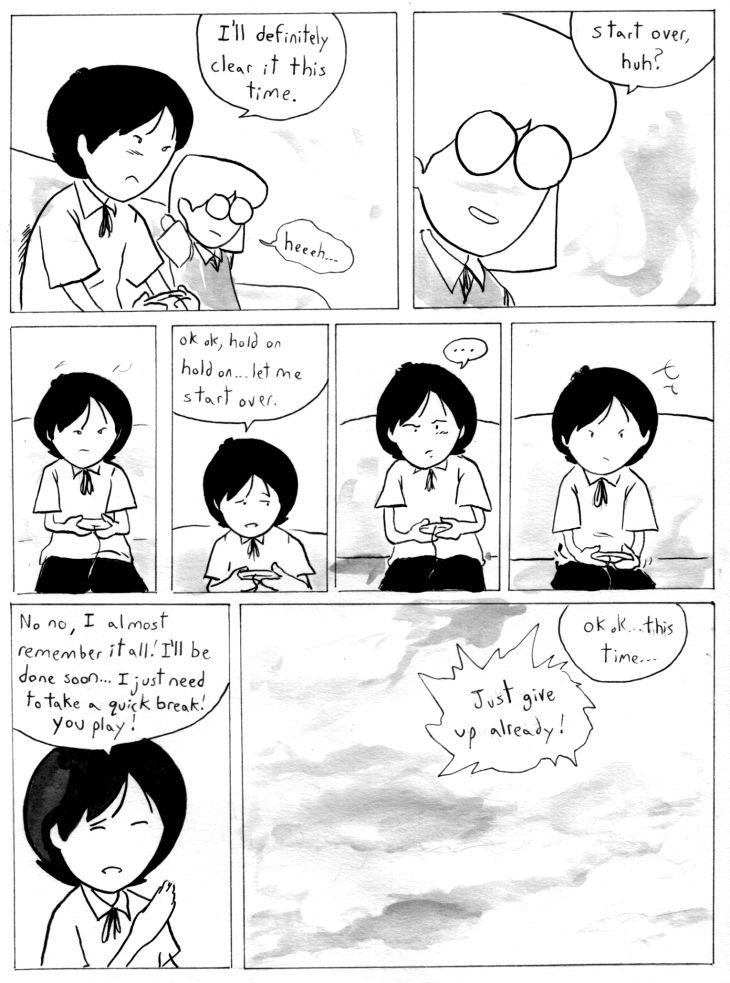 I'll definitely
clear it this
time.
heeeh...
start over,
huh?
ok ok, hold on
hold on... let me
start over.
...
No no, I almost
remember it all! I'll be
done soon... I just need
to take a quick break!
you play!
ok ok...this
time...
Just give
up already!